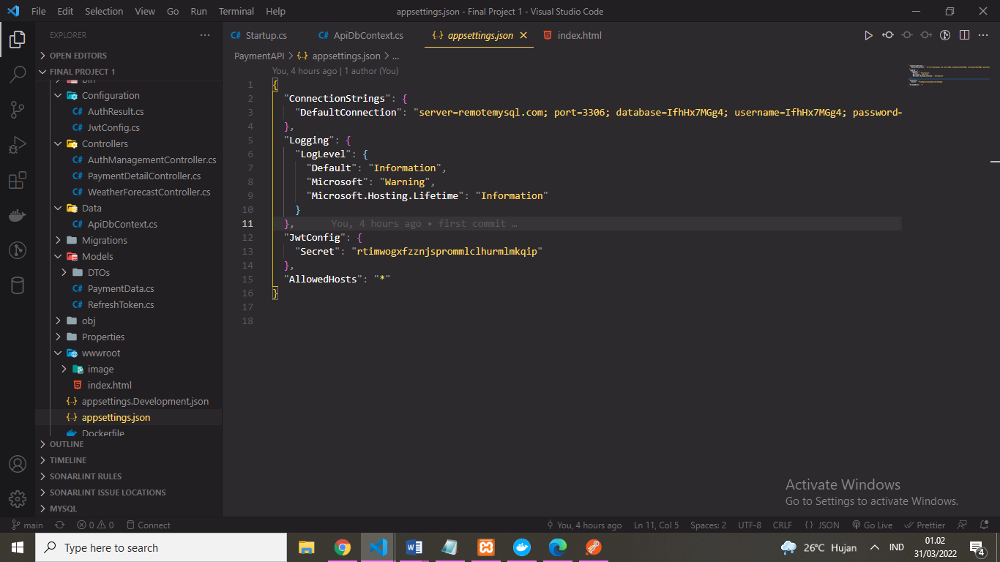 File Edit Selection View Go Run Terminal Help
appsettings.json - Final Project 1 - Visual Studio Code
EXPLORER
OPEN EDITORS
FINAL PROJECT 1
bin
Configuration
AuthResult.cs
JwtConfig.cs
Controllers
AuthManagementController.cs
PaymentDetailController.cs
WeatherForecastController.cs
Data
ApiDbContext.cs
Migrations
Models
DTOs
PaymentData.cs
RefreshToken.cs
obj
Properties
wwwroot
image
index.html
appsettings.Development.json
appsettings.json
Dockerfile
OUTLINE
TIMELINE
SONARLINT RULES
SONARLINT ISSUE LOCATIONS
MYSQL
Startup.cs ApiDbContext.cs appsettings.json index.html
PaymentAPI > appsettings.json > ...
You, 4 hours ago | 1 author (You)
1 {
2 "ConnectionStrings": {
3 "DefaultConnection": "server=remotemysql.com; port=3306; database=IfhHx7MGg4; username=IfhHx7MGg4; password=
4 },
5 "Logging": {
6 "LogLevel": {
7 "Default": "Information",
8 "Microsoft": "Warning",
9 "Microsoft.Hosting.Lifetime": "Information"
10 }
11 }, You, 4 hours ago • first commit …
12 "JwtConfig": {
13 "Secret": "rtimwogxfzznjsprommlclhurmlmkqip"
14 },
15 "AllowedHosts": "*"
16 }
17
18
Activate Windows
Go to Settings to activate Windows.
main 0 0 Connect You, 4 hours ago Ln 11, Col 5 Spaces: 2 UTF-8 CRLF {} JSON Go Live Prettier
Type here to search
26°C Hujan IND
01.02
31/03/2022
4